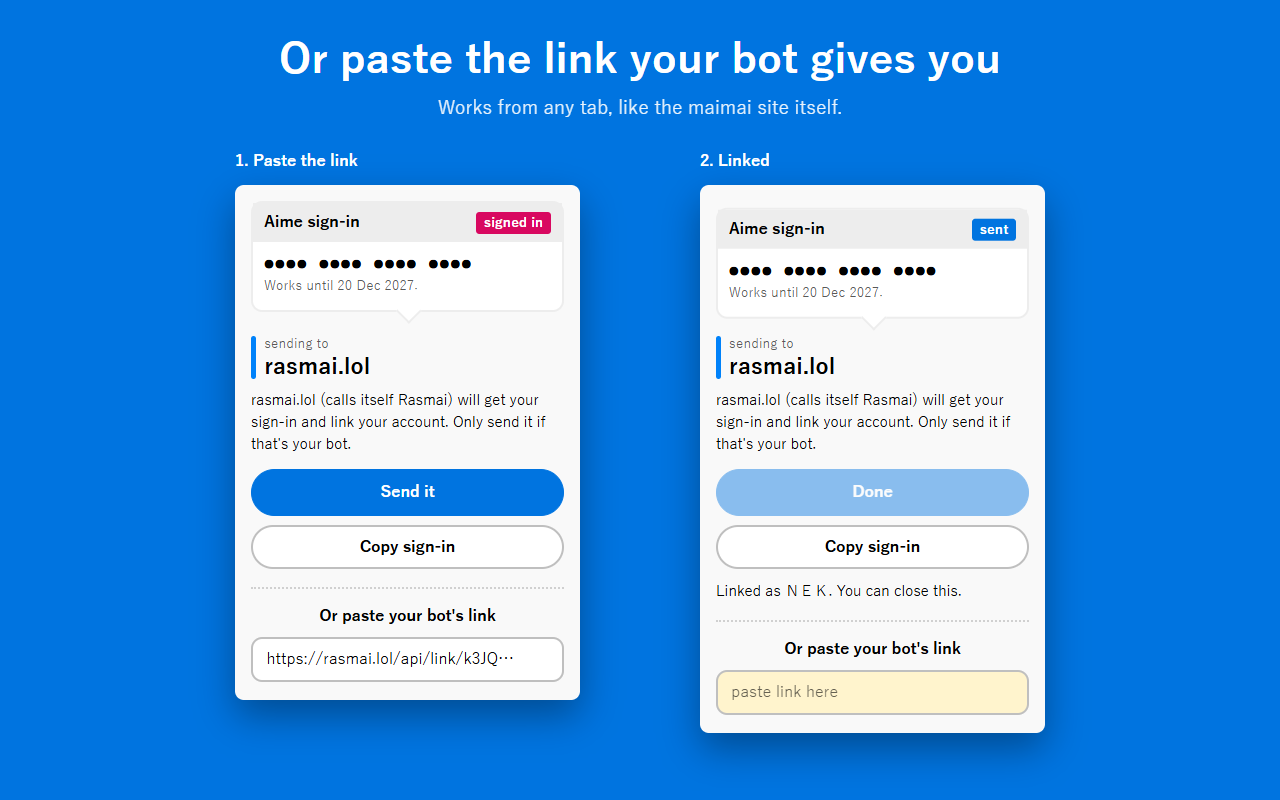 Or paste the link your bot gives you
Works from any tab, like the maimai site itself.
1. Paste the link
Aime sign-in
signed in
●●●● ●●●● ●●●● ●●●●
Works until 20 Dec 2027.
sending to
rasmai.lol
rasmai.lol (calls itself Rasmai) will get your
sign-in and link your account. Only send it if
that's your bot.
Send it
Copy sign-in
Or paste your bot's link
https://rasmai.lol/api/link/k3JQ⋯
2. Linked
Aime sign-in
sent
●●●● ●●●● ●●●● ●●●●
Works until 20 Dec 2027.
sending to
rasmai.lol
rasmai.lol (calls itself Rasmai) will get your
sign-in and link your account. Only send it if
that's your bot.
Done
Copy sign-in
Linked as ＮＥＫ. You can close this.
Or paste your bot's link
paste link here